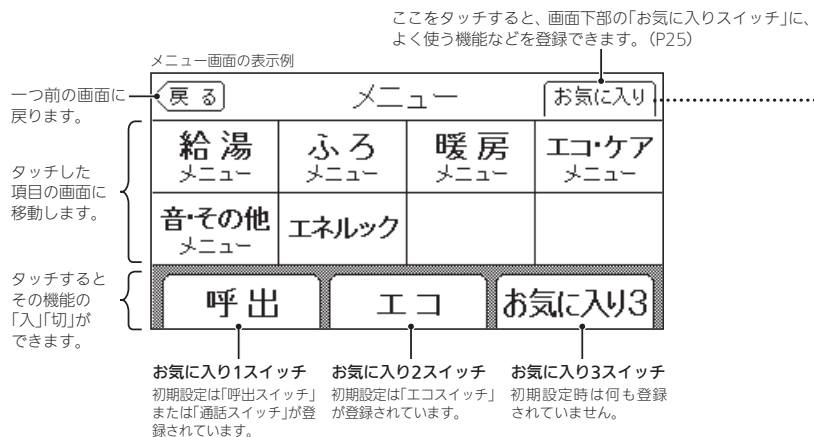 ここをタッチすると、画面下部の「お気に入りスイッチ」に、
よく使う機能などを登録できます。(P25)
メニュー画面の表示例
一つ前の画面に
戻ります。
戻る
メニュー
お気に入り
タッチした
項目の画面に
移動します。
給湯
メニュー
ふろ
メニュー
暖房
メニュー
エコ・ケア
メニュー
音・その他
メニュー
エネルック
タッチすると
その機能の
「入」「切」が
できます。
呼出
エコ
お気に入り3
お気に入り1スイッチ
初期設定は「呼出スイッチ」
または「通話スイッチ」が登
録されています。
お気に入り2スイッチ
初期設定は「エコスイッチ」
が登録されています。
お気に入り3スイッチ
初期設定時は何も登録
されていません。